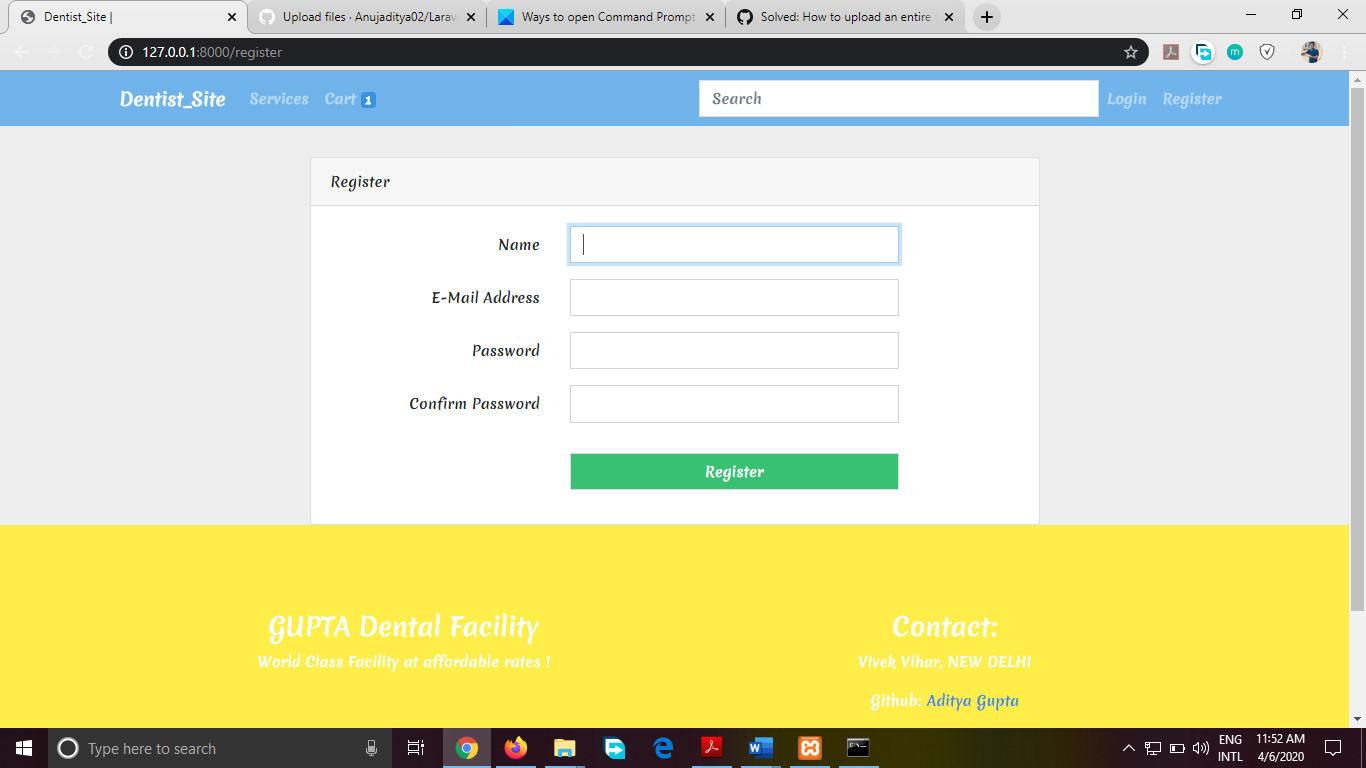 Dentist_Site |
Upload files · Anujaditya02/Larav
Ways to open Command Prompt
Solved: How to upload an entire
127.0.0.1:8000/register
Dentist_Site Services Cart 1 Search Login Register
Register
Name
E-Mail Address
Password
Confirm Password
Register
GUPTA Dental Facility
World Class Facility at affordable rates !
Contact:
Vivek Vihar, NEW DELHI
Github: Aditya Gupta
Type here to search
ENG
INTL
11:52 AM
4/6/2020